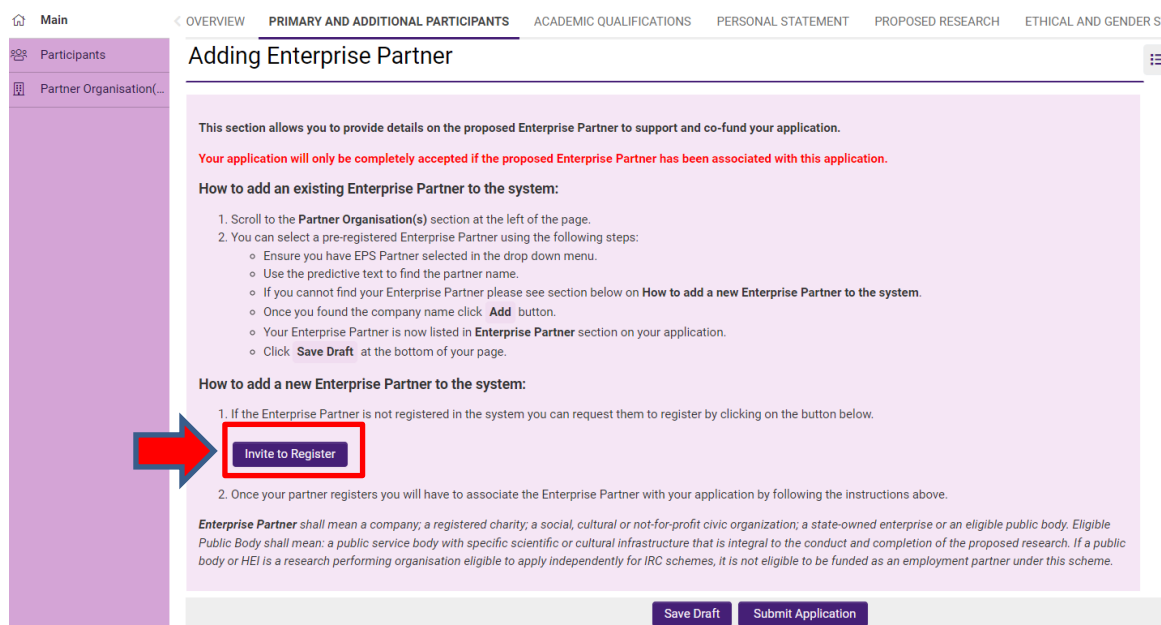 Main
OVERVIEW PRIMARY AND ADDITIONAL PARTICIPANTS ACADEMIC QUALIFICATIONS PERSONAL STATEMENT PROPOSED RESEARCH ETHICAL AND GENDER S
Participants
Partner Organisation(...
Adding Enterprise Partner
This section allows you to provide details on the proposed Enterprise Partner to support and co-fund your application.
Your application will only be completely accepted if the proposed Enterprise Partner has been associated with this application.
How to add an existing Enterprise Partner to the system:
1. Scroll to the Partner Organisation(s) section at the left of the page.
2. You can select a pre-registered Enterprise Partner using the following steps:
Ensure you have EPS Partner selected in the drop down menu.
Use the predictive text to find the partner name.
If you cannot find your Enterprise Partner please see section below on How to add a new Enterprise Partner to the system.
Once you found the company name click Add button.
Your Enterprise Partner is now listed in Enterprise Partner section on your application.
Click Save Draft at the bottom of your page.
How to add a new Enterprise Partner to the system:
1. If the Enterprise Partner is not registered in the system you can request them to register by clicking on the button below.
Invite to Register
2. Once your partner registers you will have to associate the Enterprise Partner with your application by following the instructions above.
Enterprise Partner shall mean a company; a registered charity; a social, cultural or not-for-profit civic organization; a state-owned enterprise or an eligible public body. Eligible
Public Body shall mean: a public service body with specific scientific or cultural infrastructure that is integral to the conduct and completion of the proposed research. If a public
body or HEI is a research performing organisation eligible to apply independently for IRC schemes, it is not eligible to be funded as an employment partner under this scheme.
Save Draft Submit Application